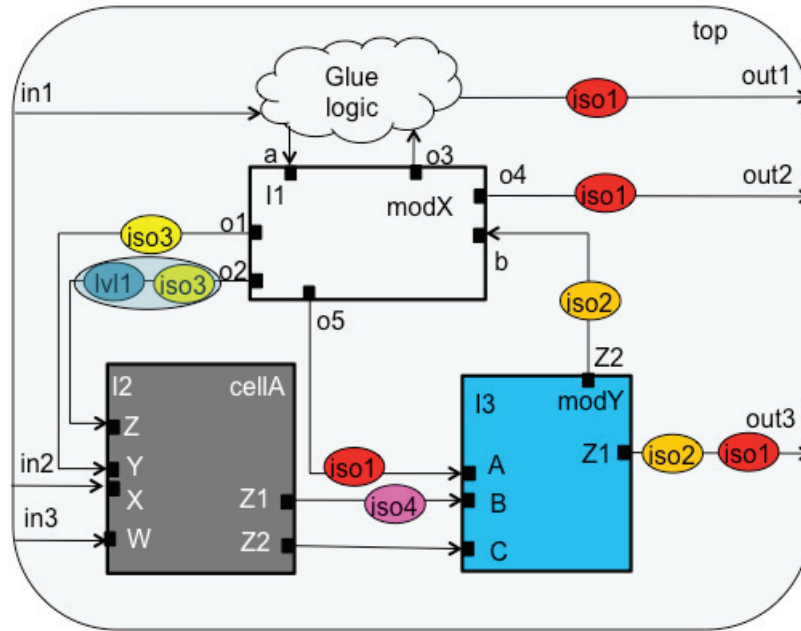 top
in1
Glue
logic
iso1
out1
a
o3
I1
modX
o4
iso1
out2
o1
iso3
o2
lvl1
iso3
b
o5
iso2
Z2
I2
cellA
I3
modY
out3
Z
Z1
iso2
iso1
in2
Y
iso1
A
X
Z1
iso4
B
in3
W
Z2
C